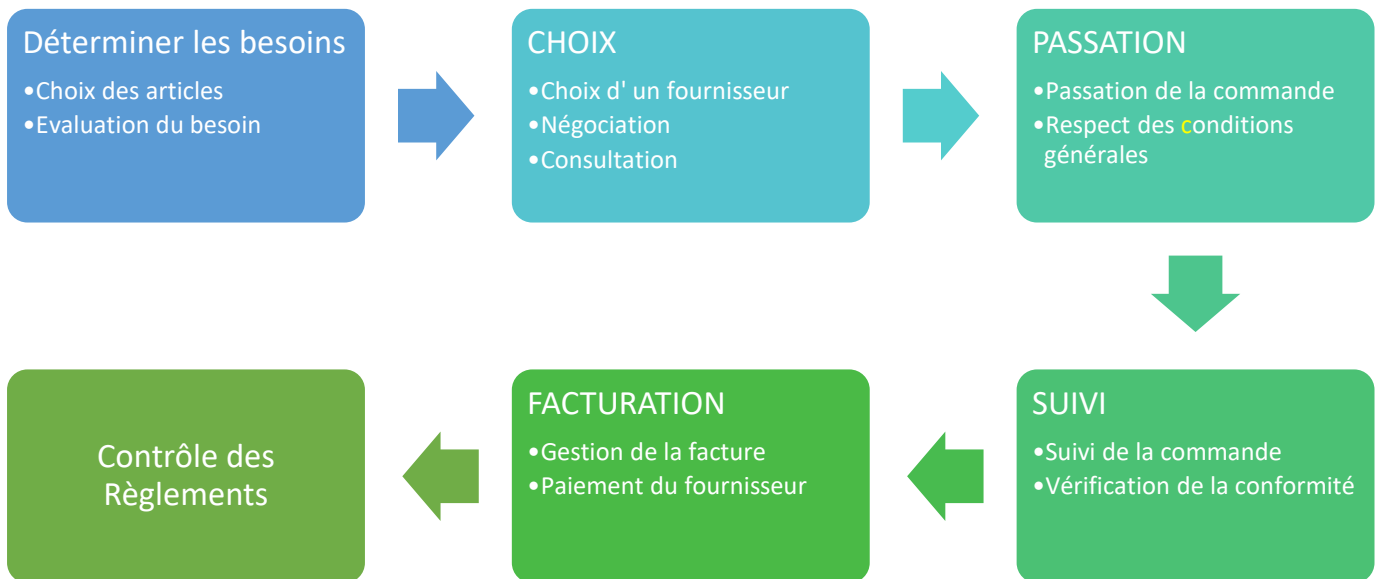 Déterminer les besoins
•Choix des articles
•Evaluation du besoin
CHOIX
•Choix d' un fournisseur
•Négociation
•Consultation
PASSATION
•Passation de la commande
•Respect des conditions
générales
SUIVI
•Suivi de la commande
•Vérification de la conformité
FACTURATION
•Gestion de la facture
•Paiement du fournisseur
Contrôle des
Règlements